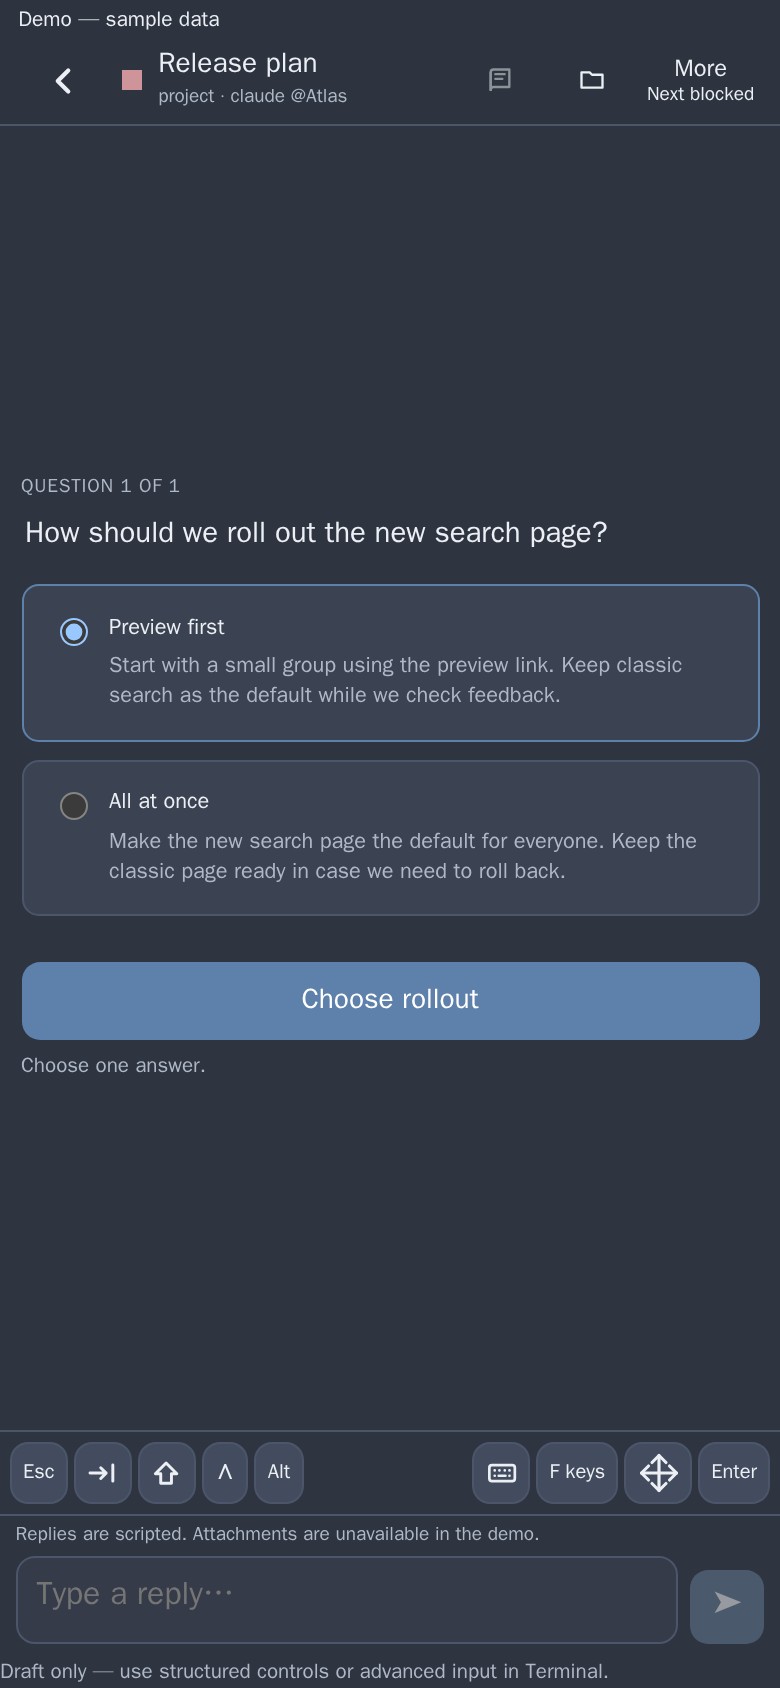 Demo — sample data
Release plan
project · claude @Atlas
More
Next blocked
QUESTION 1 OF 1
How should we roll out the new search page?
Preview first
Start with a small group using the preview link. Keep classic
search as the default while we check feedback.
All at once
Make the new search page the default for everyone. Keep the
classic page ready in case we need to roll back.
Choose rollout
Choose one answer.
Esc
Alt
F keys
Enter
Replies are scripted. Attachments are unavailable in the demo.
Type a reply···
Draft only — use structured controls or advanced input in Terminal.